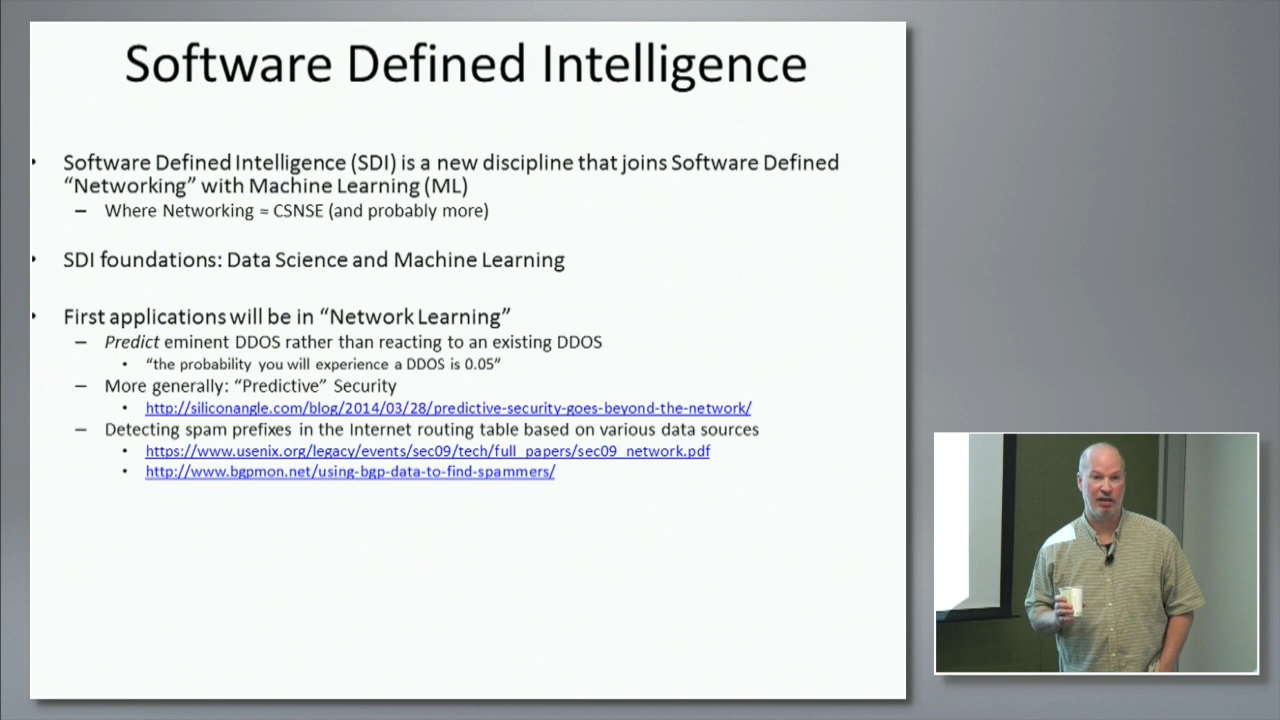 Software Defined Intelligence
• Software Defined Intelligence (SDI) is a new discipline that joins Software Defined
“Networking” with Machine Learning (ML)
– Where Networking ≈ CSNSE (and probably more)
• SDI foundations: Data Science and Machine Learning
• First applications will be in “Network Learning”
– Predict eminent DDOS rather than reacting to an existing DDOS
• “the probability you will experience a DDOS is 0.05”
– More generally: “Predictive” Security
• http://siliconangle.com/blog/2014/03/28/predictive-security-goes-beyond-the-network/
– Detecting spam prefixes in the Internet routing table based on various data sources
• https://www.usenix.org/legacy/events/sec09/tech/full_papers/sec09_network.pdf
• http://www.bgpmon.net/using-bgp-data-to-find-spammers/